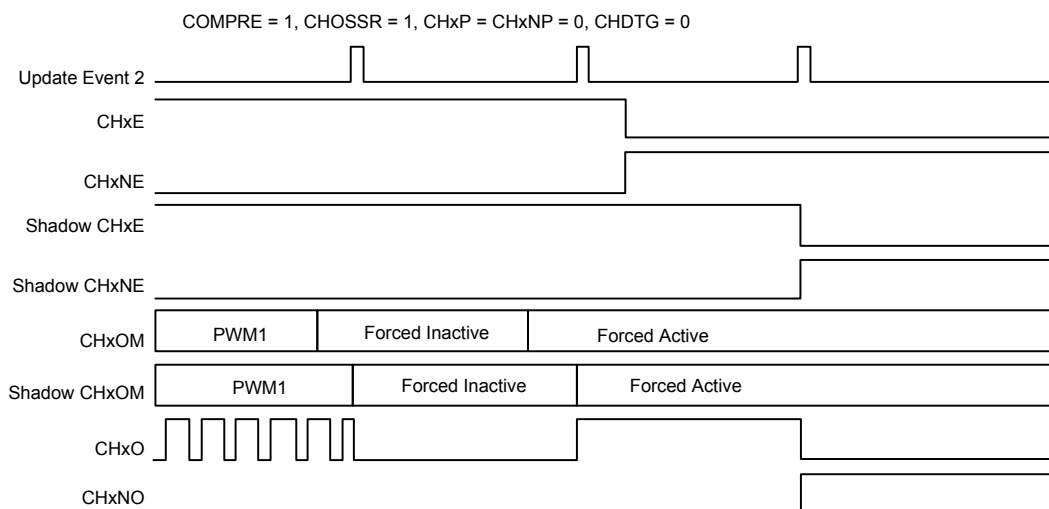 COMPRE = 1, CHOSSR = 1, CHxP = CHxNP = 0, CHDTG = 0
Update Event 2
CHxE
CHxNE
Shadow CHxE
Shadow CHxNE
CHxOM PWM1 Forced Inactive Forced Active
Shadow CHxOM PWM1 Forced Inactive Forced Active
CHxO
CHxNO